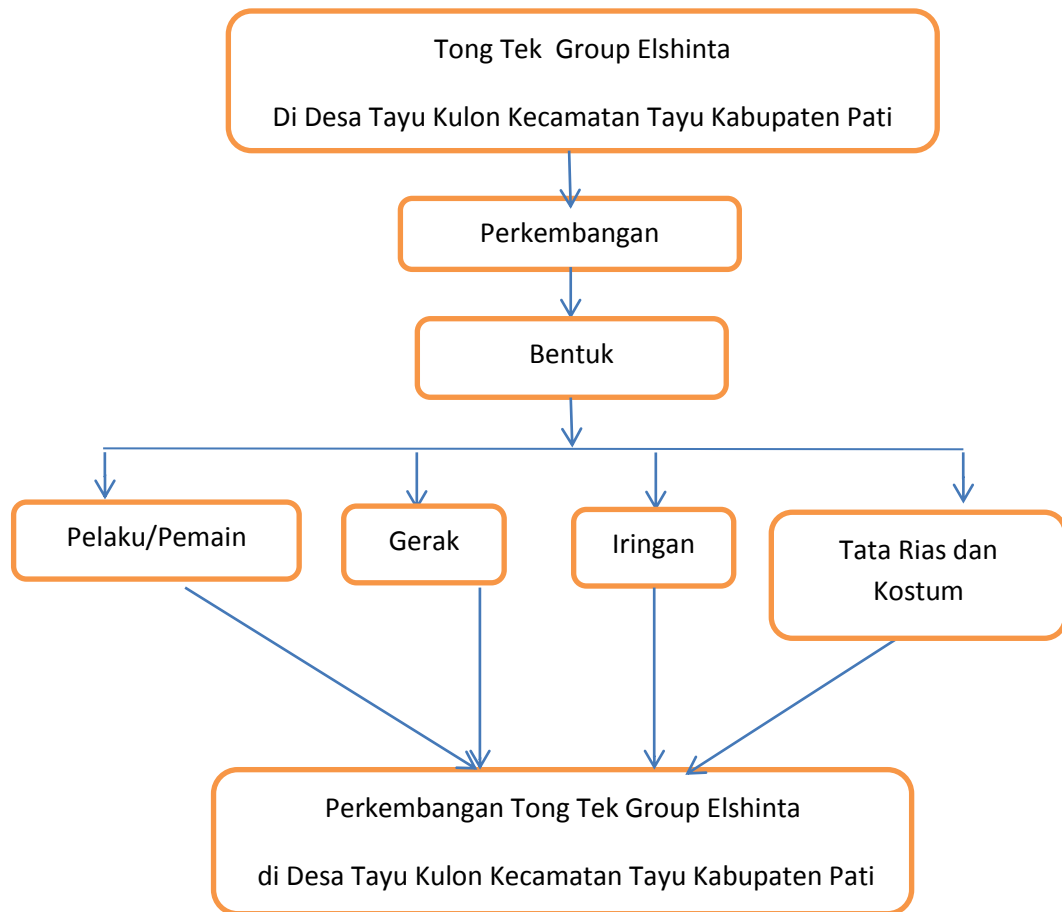 Tong Tek  Group Elshinta
Di Desa Tayu Kulon Kecamatan Tayu Kabupaten Pati
Perkembangan
Bentuk
Pelaku/Pemain
Gerak
Iringan
Tata Rias dan
Kostum
Perkembangan Tong Tek Group Elshinta
di Desa Tayu Kulon Kecamatan Tayu Kabupaten Pati